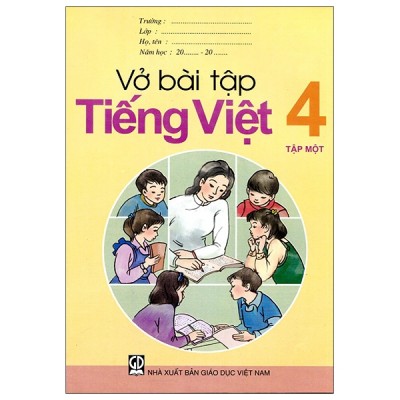 Trường : ...................................
Lớp : ........................................
Họ, tên : ...................................
Năm học : 20........ - 20 .......
Vở bài tập
Tiếng Việt 4
TẬP MỘT
NHÀ XUẤT BẢN GIÁO DỤC VIỆT NAM